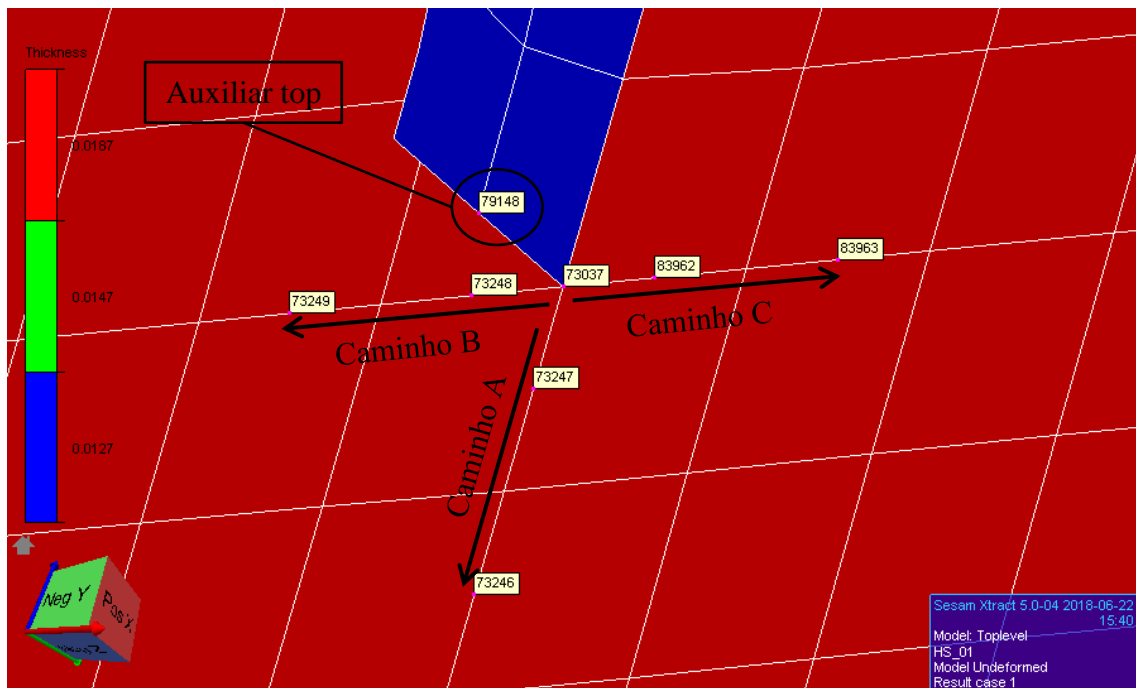 Thickness
Auxiliar top
0.0187
79148
83963
83962
73037
73248
73249
0.0147
Caminho C
Caminho B
73247
Caminho A
0.0127
73246
Neg Y
Pos X
Sesam Xtract 5.0-04 2018-06-22
15:40
Model: Toplevel
HS_01
Model Undeformed
Result case 1